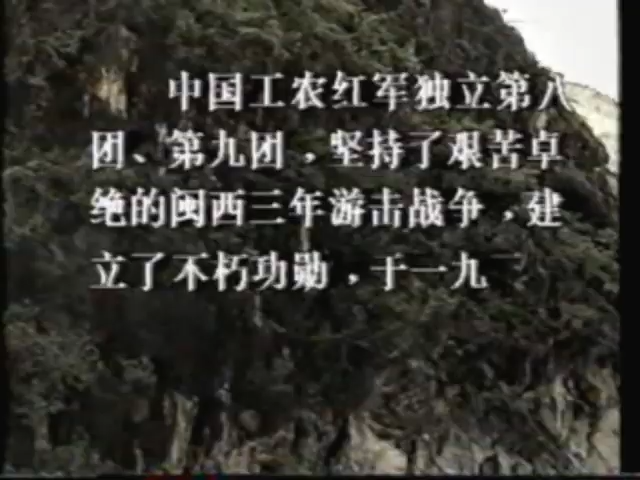 中国工农红军独立第八
团、第九团，坚持了艰苦卓
绝的闽西三年游击战争，建
立了不朽功勋，于一九